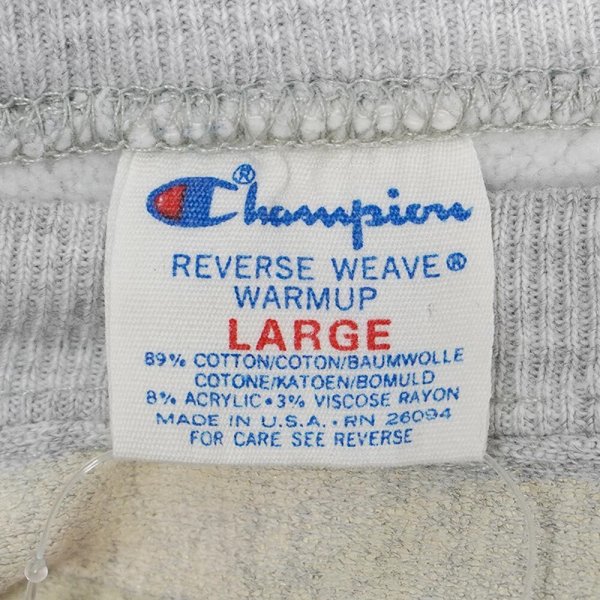 Champion®
REVERSE WEAVE®
WARMUP
LARGE
89% COTTON/COTON/BAUMWOLLE
COTONE/KATOEN/BOMULD
8% ACRYLIC•3% VISCOSE RAYON
MADE IN U.S.A.•RN 26094
FOR CARE SEE REVERSE